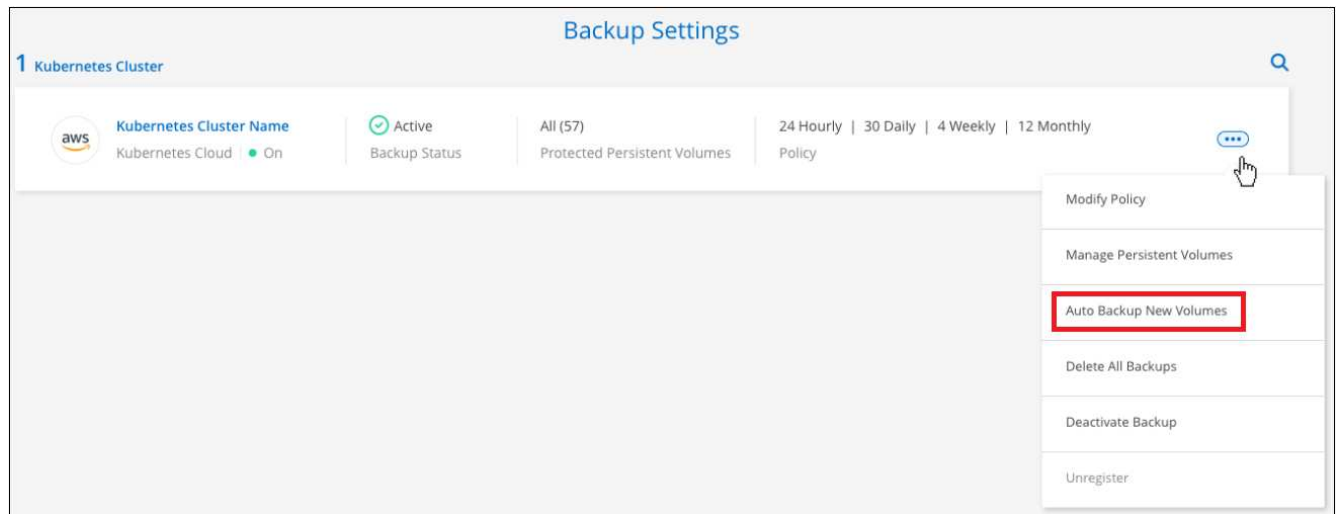 Backup Settings
1 Kubernetes Cluster
aws
Kubernetes Cluster Name
Kubernetes Cloud
On
Active
Backup Status
All (57)
Protected Persistent Volumes
24 Hourly | 30 Daily | 4 Weekly | 12 Monthly
Policy
Modify Policy
Manage Persistent Volumes
Auto Backup New Volumes
Delete All Backups
Deactivate Backup
Unregister